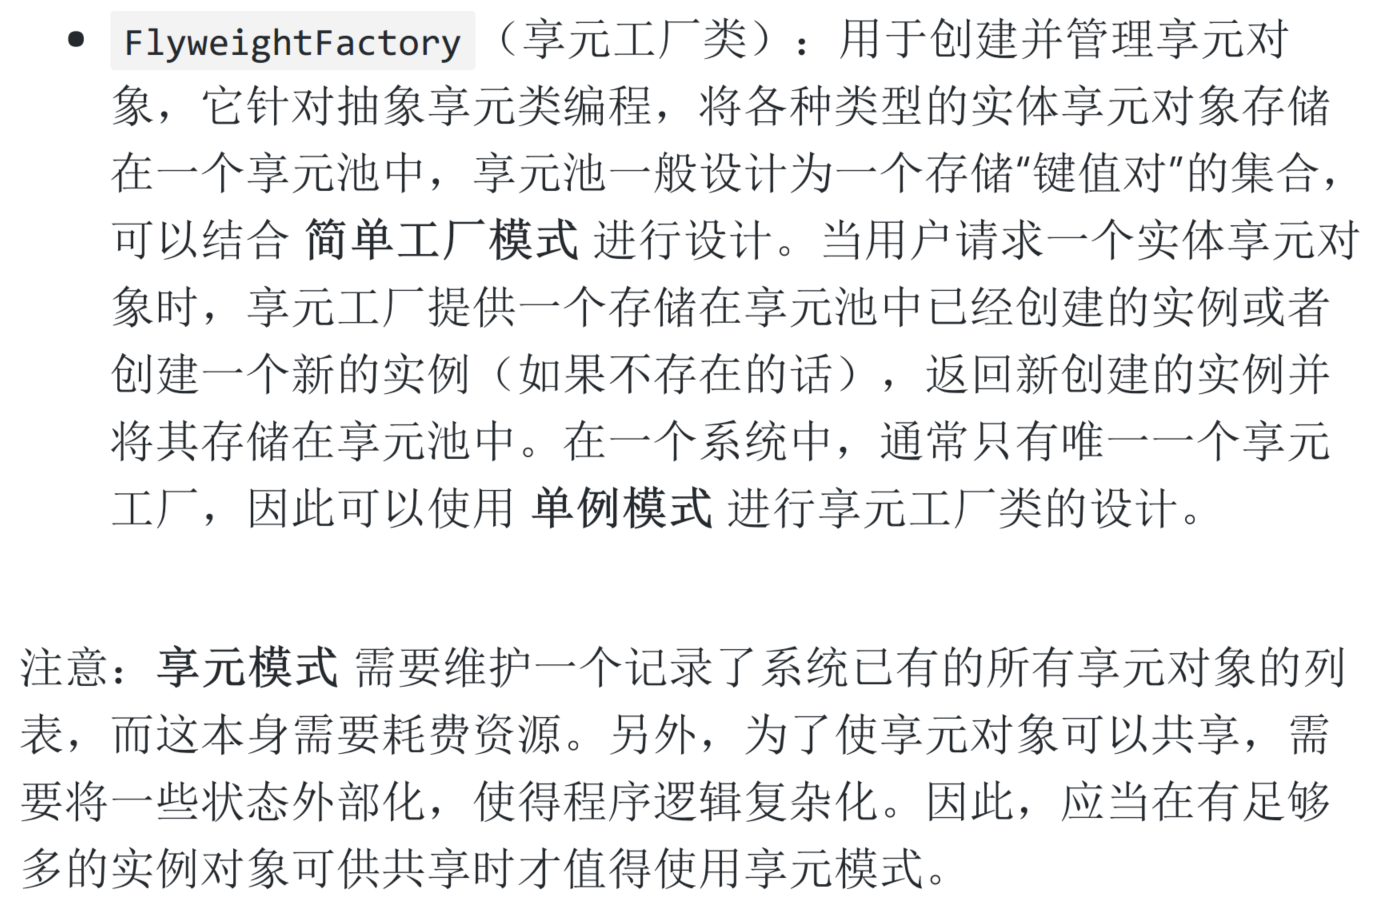 • FlyweightFactory（享元工厂类）：用于创建并管理享元对
象，它针对抽象享元类编程，将各种类型的实体享元对象存储
在一个享元池中，享元池一般设计为一个存储"键值对"的集合，
可以结合 简单工厂模式 进行设计。当用户请求一个实体享元对
象时，享元工厂提供一个存储在享元池中已经创建的实例或者
创建一个新的实例（如果不存在的话），返回新创建的实例并
将其存储在享元池中。在一个系统中，通常只有唯一一个享元
工厂，因此可以使用 单例模式 进行享元工厂类的设计。
注意：享元模式 需要维护一个记录了系统已有的所有享元对象的列
表，而这本身需要耗费资源。另外，为了使享元对象可以共享，需
要将一些状态外部化，使得程序逻辑复杂化。因此，应当在有足够
多的实例对象可供共享时才值得使用享元模式。